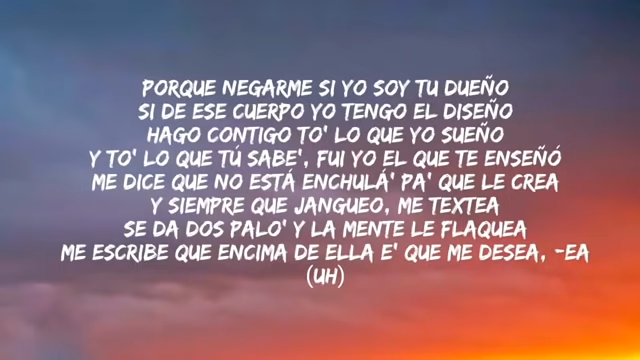 PORQUE NEGARME SI YO SOY TU DUEÑO
SI DE ESE CUERPO YO TENGO EL DISEÑO
HAGO CONTIGO TO' LO QUE YO SUEÑO
Y TO' LO QUE TÚ SABE', FUI YO EL QUE TE ENSEÑÓ
ME DICE QUE NO ESTÁ ENCHULÁ' PA' QUE LE CREA
Y SIEMPRE QUE JANGUEO, ME TEXTEA
SE DA DOS PALO' Y LA MENTE LE FLAQUEA
ME ESCRIBE QUE ENCIMA DE ELLA E' QUE ME DESEA, -EA
(UH)